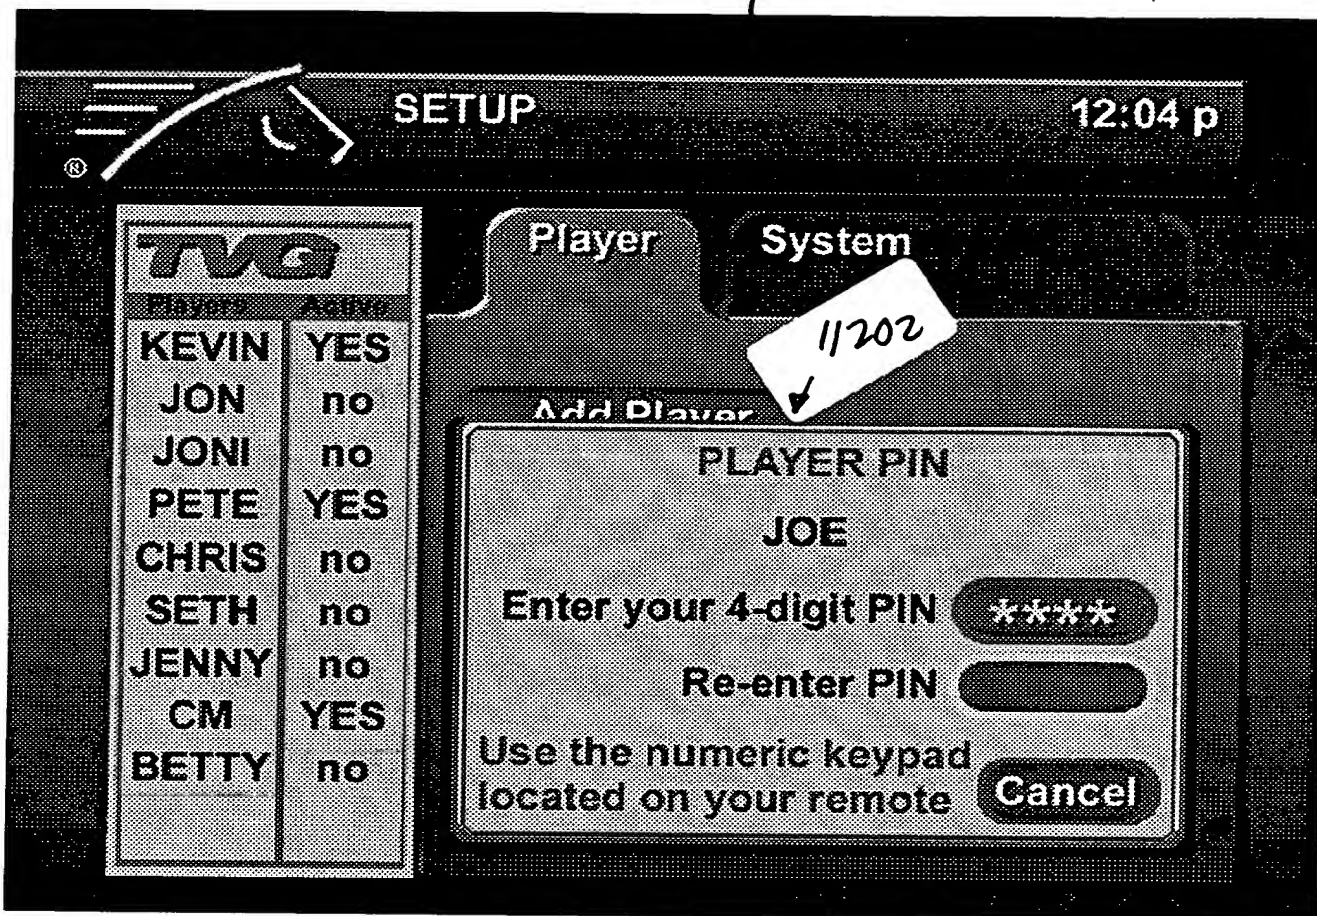 SETUP
12:04 p
®
TVG
Players Active
KEVIN YES
JON no
JONI no
PETE YES
CHRIS no
SETH no
JENNY no
CM YES
BETTY no
Player
System
11202
Add Player
PLAYER PIN
JOE
Enter your 4-digit PIN ****
Re-enter PIN
Use the numeric keypad
located on your remote
Cancel